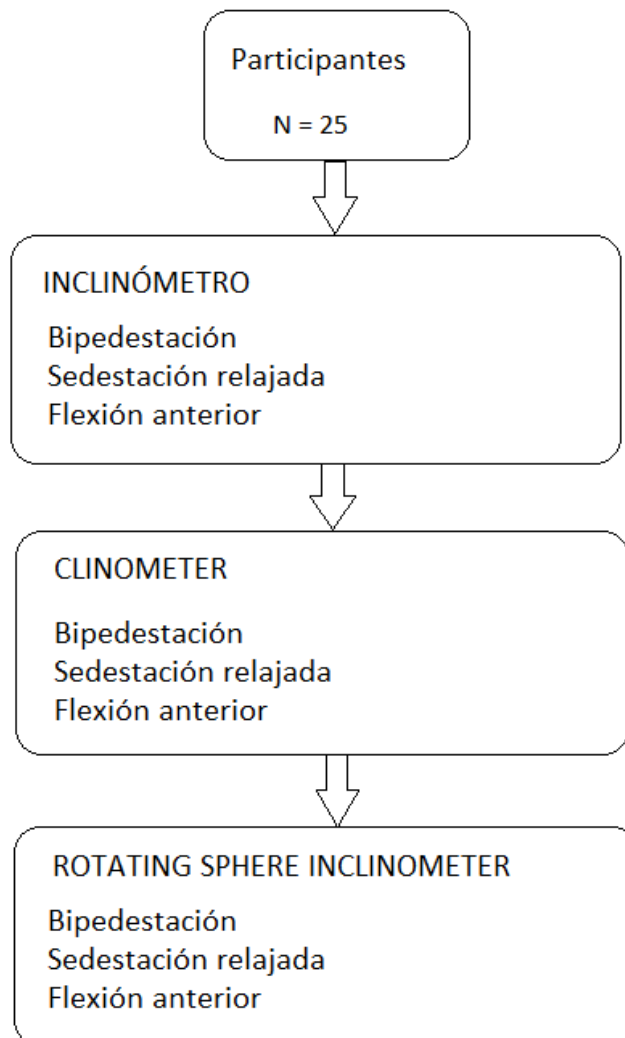 Participantes
N = 25
INCLINÓMETRO
Bipedestación
Sedestación relajada
Flexión anterior
CLINOMETER
Bipedestación
Sedestación relajada
Flexión anterior
ROTATING SPHERE INCLINOMETER
Bipedestación
Sedestación relajada
Flexión anterior